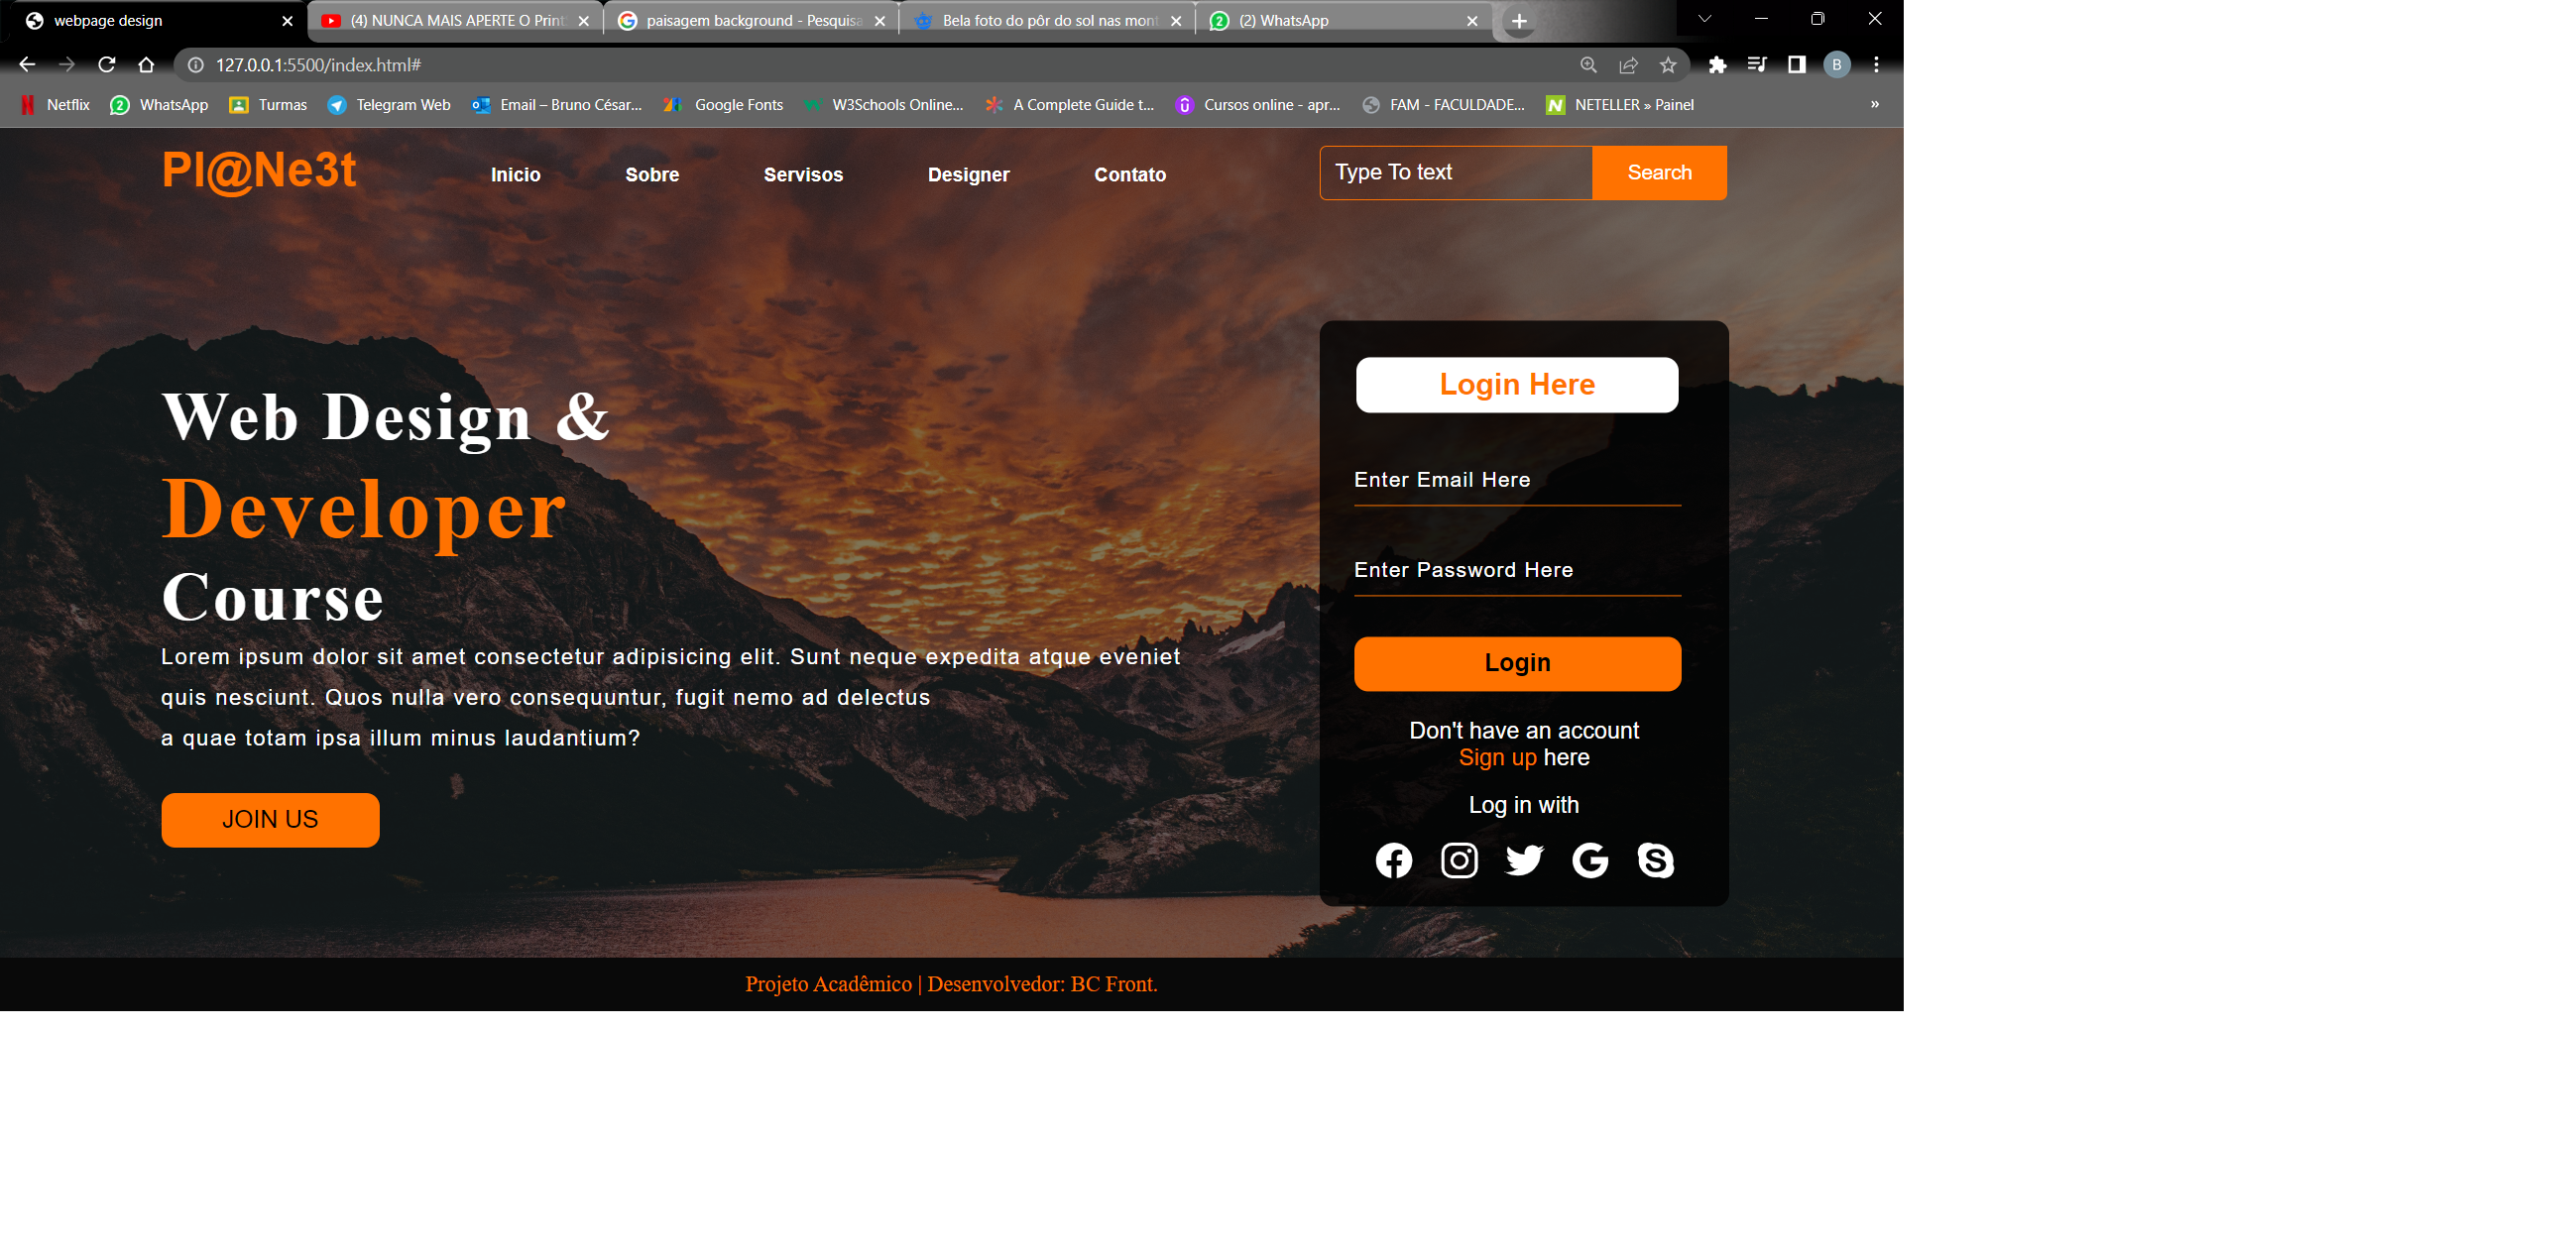 webpage design
(4) NUNCA MAIS APERTE O Print
paisagem background - Pesquisa
Bela foto do pôr do sol nas mont
(2) WhatsApp
127.0.0.1:5500/index.html#
B
Netflix
2 WhatsApp
Turmas
Telegram Web
Email – Bruno César...
Google Fonts
W3Schools Online...
A Complete Guide t...
Cursos online - apr...
FAM - FACULDADE...
NETELLER » Painel
»
Pl@Ne3t
Inicio
Sobre
Servisos
Designer
Contato
Type To text
Search
Web Design &
Developer
Course
Lorem ipsum dolor sit amet consectetur adipisicing elit. Sunt neque expedita atque eveniet
quis nesciunt. Quos nulla vero consequuntur, fugit nemo ad delectus
a quae totam ipsa illum minus laudantium?
JOIN US
Login Here
Enter Email Here
Enter Password Here
Login
Don't have an account
Sign up here
Log in with
Projeto Acadêmico | Desenvolvedor: BC Front.